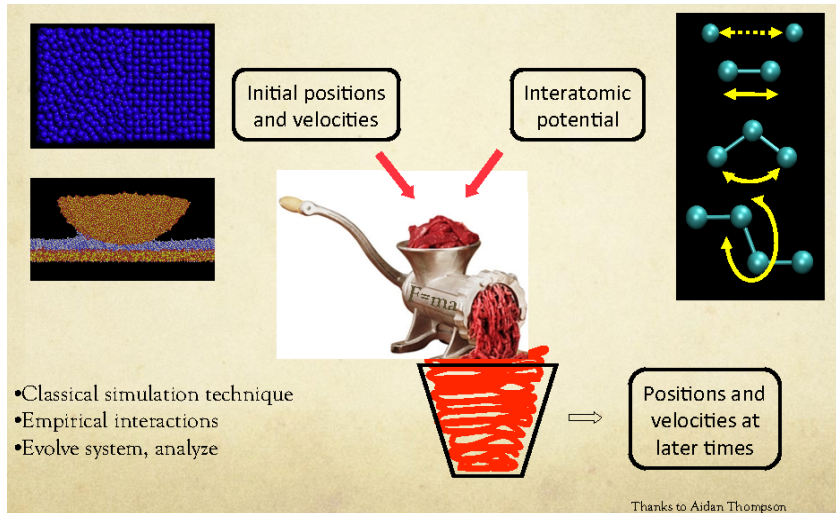 Initial positions
and velocities
Interatomic
potential
F=ma
•Classical simulation technique
•Empirical interactions
•Evolve system, analyze
Positions and
velocities at
later times
Thanks to Aidan Thompson